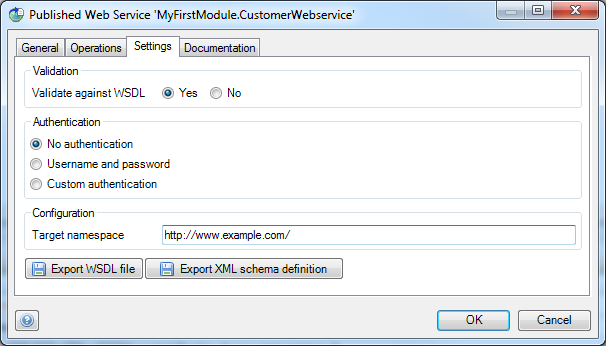 Published Web Service 'MyFirstModule.CustomerWebservice'
General Operations Settings Documentation
Validation
Validate against WSDL Yes No
Authentication
No authentication
Username and password
Custom authentication
Configuration
Target namespace http://www.example.com/
Export WSDL file Export XML schema definition
? OK Cancel